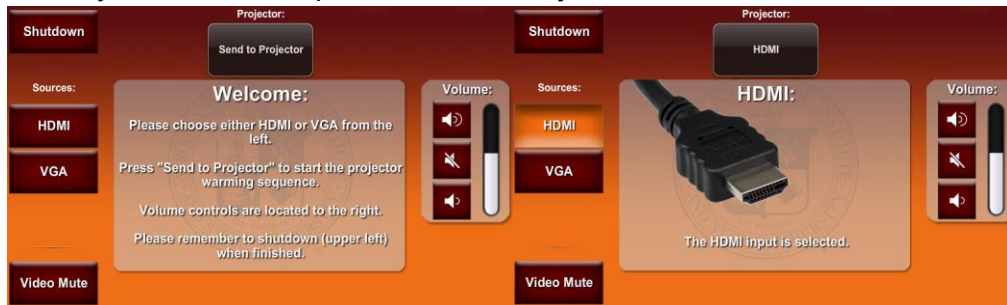 Shutdown
Projector:
Send to Projector
Sources:
HDMI
VGA
Video Mute
Welcome:
Please choose either HDMI or VGA from the
left.
Press "Send to Projector" to start the projector
warming sequence.
Volume controls are located to the right.
Please remember to shutdown (upper left)
when finished.
Volume:
Shutdown
Projector:
HDMI
Sources:
HDMI
VGA
Video Mute
HDMI:
The HDMI input is selected.
Volume: